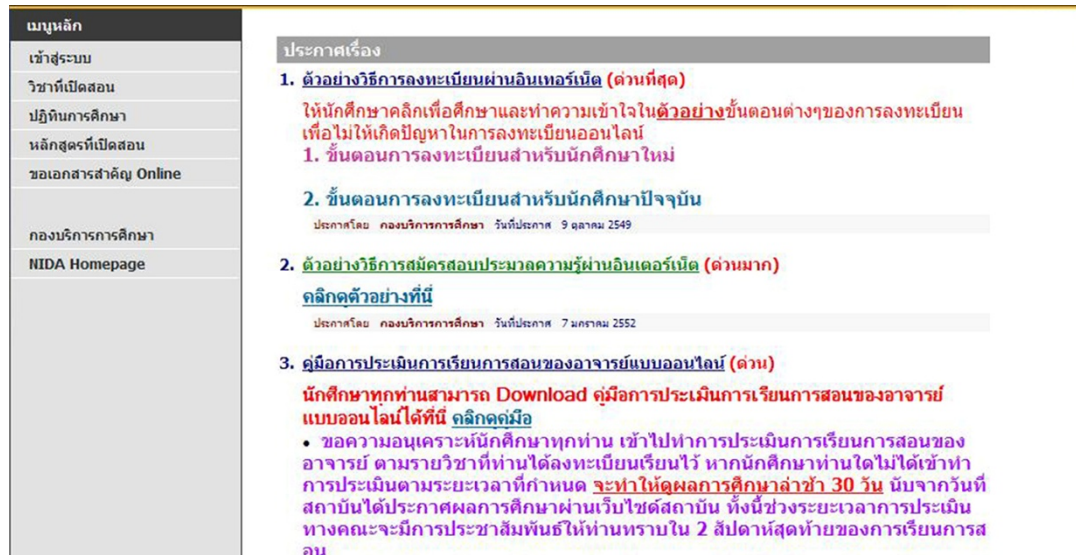 เมนูหลัก
เข้าสู่ระบบ
วิชาที่เปิดสอน
ปฏิทินการศึกษา
หลักสูตรที่เปิดสอน
ขอเอกสารสำคัญ Online
กองบริการการศึกษา
NIDA Homepage
ประกาศเรื่อง
1. ตัวอย่างวิธีการลงทะเบียนผ่านอินเทอร์เน็ต (ด่วนที่สุด)
ให้นักศึกษาคลิกเพื่อศึกษาและทำความเข้าใจในตัวอย่างขั้นตอนต่างๆของการลงทะเบียน
เพื่อไม่ให้เกิดปัญหาในการลงทะเบียนออนไลน์
1. ขั้นตอนการลงทะเบียนสำหรับนักศึกษาใหม่
2. ขั้นตอนการลงทะเบียนสำหรับนักศึกษาปัจจุบัน
ประกาศโดย กองบริการการศึกษา วันที่ประกาศ 9 ตุลาคม 2549
2. ตัวอย่างวิธีการสมัครสอบประมวลความรู้ผ่านอินเตอร์เน็ต (ด่วนมาก)
คลิกดูตัวอย่างที่นี่
ประกาศโดย กองบริการการศึกษา วันที่ประกาศ 7 มกราคม 2552
3. คู่มือการประเมินการเรียนการสอนของอาจารย์แบบออนไลน์ (ด่วน)
นักศึกษาทุกท่านสามารถ Download คู่มือการประเมินการเรียนการสอนของอาจารย์
แบบออนไลน์ได้ที่นี่ คลิกดูคู่มือ
• ขอความอนุเคราะห์นักศึกษาทุกท่าน เข้าไปทำการประเมินการเรียนการสอนของ
อาจารย์ ตามรายวิชาที่ท่านได้ลงทะเบียนเรียนไว้ หากนักศึกษาท่านใดไม่ได้เข้าทำ
การประเมินตามระยะเวลาที่กำหนด จะทำให้ดูผลการศึกษาล่าช้า 30 วัน นับจากวันที่
สถาบันได้ประกาศผลการศึกษาผ่านเว็บไซด์สถาบัน ทั้งนี้ช่วงระยะเวลาการประเมิน
ทางคณะจะมีการประชาสัมพันธ์ให้ท่านทราบใน 2 สัปดาห์สุดท้ายของการเรียนการส
อน